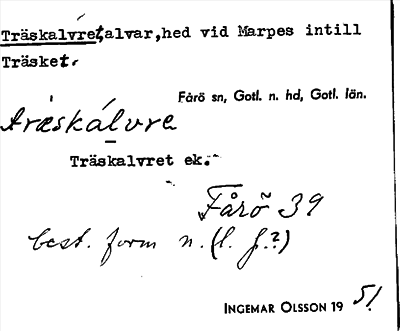 Träskalvret,alvar,hed vid Marpes intill
Träsket.
Fårö sn, Gotl. n. hd, Gotl. län.
träskálvre
Träskalvret ek.
Fårö 39
best. form n. (l. f.?)
INGEMAR OLSSON 19 51